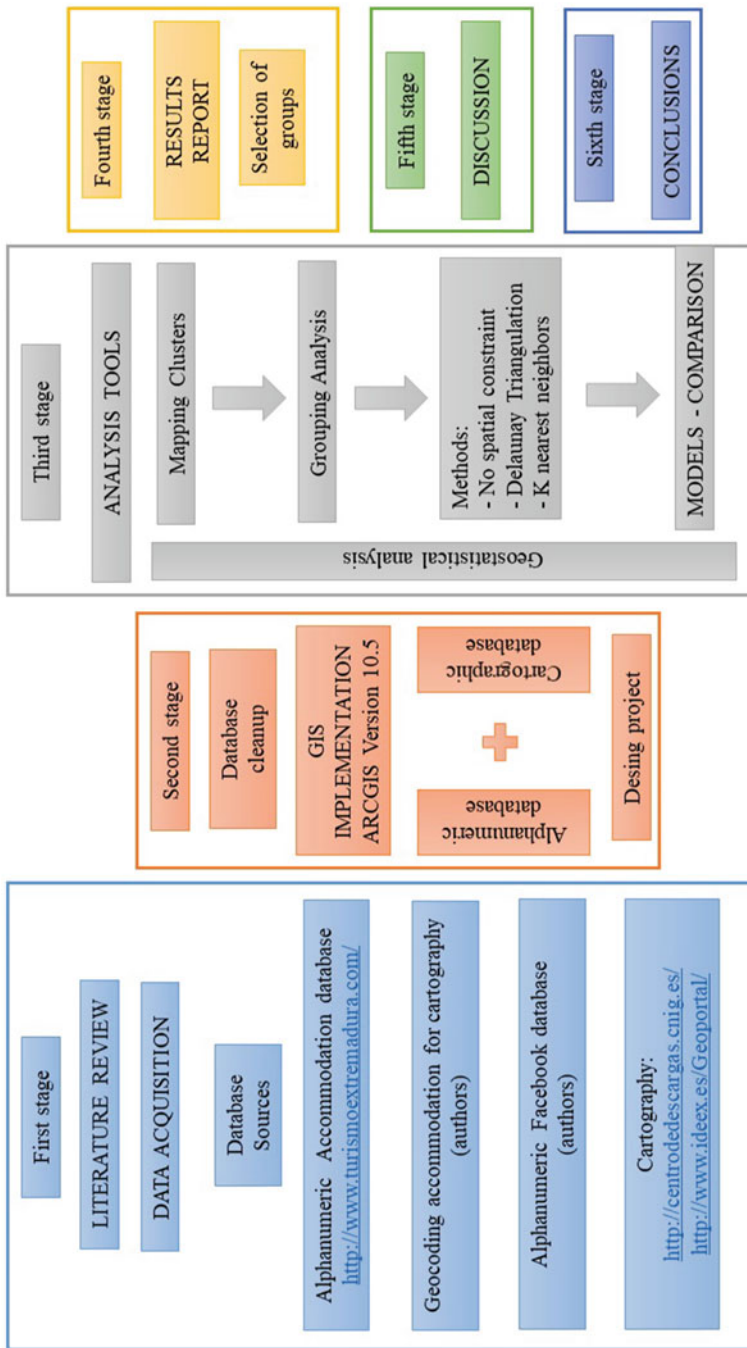 First stage
LITERATURE REVIEW
DATA ACQUISITION
Database
Sources
Alphanumeric Accommodation database
http://www.turismoextremadura.com/
Geocoding accommodation for cartography
(authors)
Alphanumeric Facebook database
(authors)
Cartography:
http://centrodedescargas.cnig.es/
http://www.ideex.es/Geoportal/
Second stage
Database
cleanup
GIS
IMPLEMENTATION
ARCGIS Version 10.5
Alphanumeric
database
Cartographic
database
Desing project
Third stage
ANALYSIS TOOLS
Geostatistical analysis
Mapping Clusters
Grouping Analysis
Methods:
- No spatial constraint
- Delaunay Triangulation
- K nearest neighbors
MODELS - COMPARISON
Fourth stage
RESULTS
REPORT
Selection of
groups
Fifth stage
DISCUSSION
Sixth stage
CONCLUSIONS